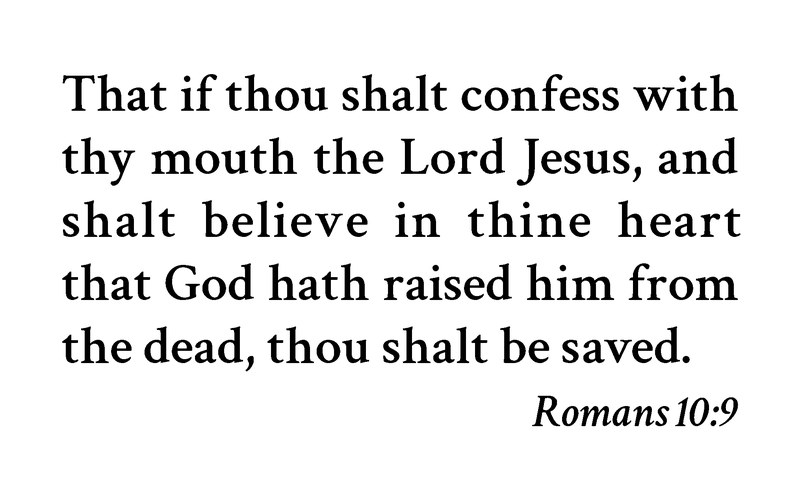 That if thou shalt confess with
thy mouth the Lord Jesus, and
shalt believe in thine heart
that God hath raised him from
the dead, thou shalt be saved.
Romans 10:9